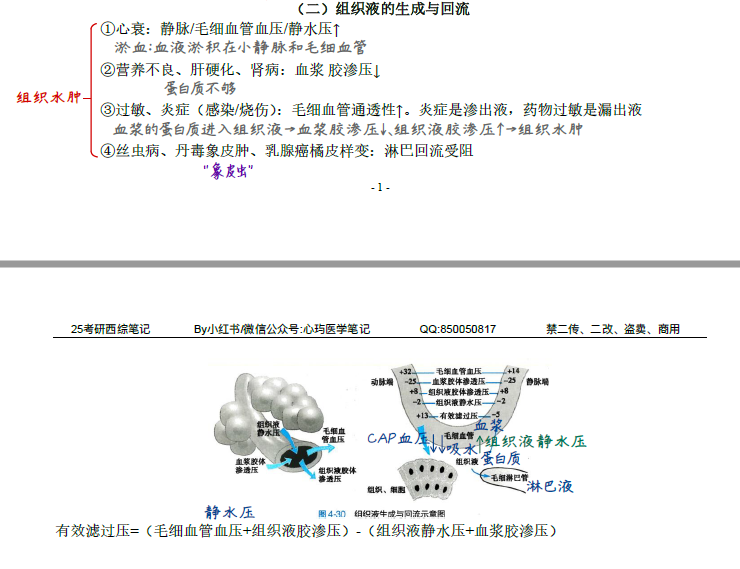 （二）组织液的生成与回流
①心衰：静脉/毛细血管血压/静水压↑
淤血:血液淤积在小静脉和毛细血管
②营养不良、肝硬化、肾病：血浆 胶渗压↓
蛋白质不够
组织水肿
③过敏、炎症（感染/烧伤）：毛细血管通透性↑。炎症是渗出液，药物过敏是漏出液
血浆的蛋白质进入组织液→血浆胶渗压↓、组织液胶渗压↑→组织水肿
④丝虫病、丹毒象皮肿、乳腺癌橘皮样变：淋巴回流受阻
"象皮虫"
- 1 -
25考研西综笔记 By小红书/微信公众号:心玙医学笔记 QQ:850050817 禁二传、二改、盗卖、商用
组织液
静水压
毛细血
管血压
血浆胶体
渗透压
组织液胶体
渗透压
动脉端
静脉端
+32 毛细血管血压 +14
-25 血浆胶体渗透压 -25
+8 组织液胶体渗透压 +8
-2 组织液静水压 -2
+13 有效滤过压 -5
血浆
CAP血压
毛细血管
↑组织液静水压
吸水
组织液
蛋白质
毛细淋巴管
淋巴液
组织、细胞
静水压
图4-30 组织液生成与回流示意图
有效滤过压=（毛细血管血压+组织液胶渗压）-（组织液静水压+血浆胶渗压）